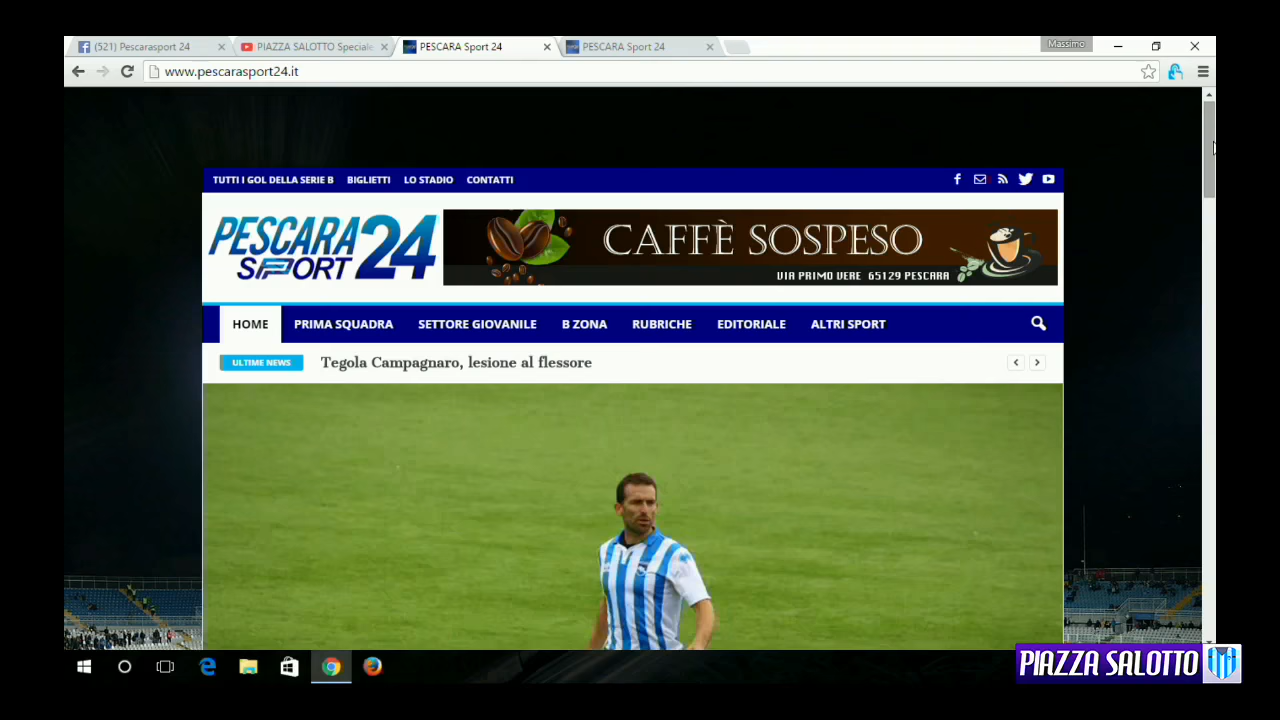 (521) Pescarasport 24
PIAZZA SALOTTO Speciale
PESCARA Sport 24
PESCARA Sport 24
Massimo
www.pescarasport24.it
TUTTI I GOL DELLA SERIE B BIGLIETTI LO STADIO CONTATTI
PESCARA SPORT 24
CAFFÈ SOSPESO
VIA PRIMO VERE 65129 PESCARA
HOME PRIMA SQUADRA SETTORE GIOVANILE B ZONA RUBRICHE EDITORIALE ALTRI SPORT
ULTIME NEWS Tegola Campagnaro, lesione al flessore
PIAZZA SALOTTO